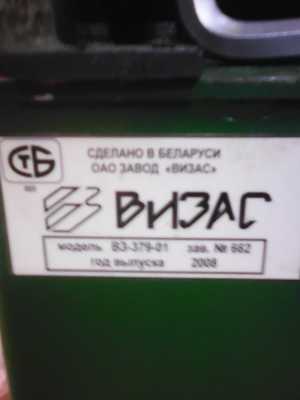 СТБ
СДЕЛАНО В БЕЛАРУСИ
ОАО ЗАВОД «ВИЗАС»
ВИЗАС
модель ВЗ-379-01 зав. № 662
год выпуска 2008